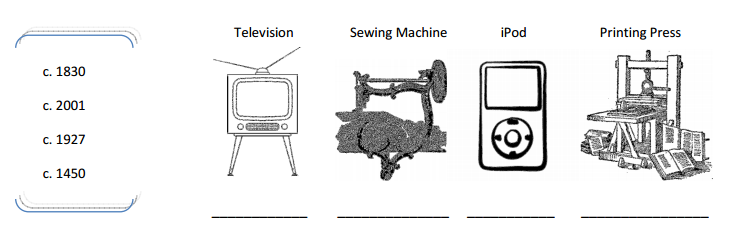 Television Sewing Machine iPod Printing Press
c. 1830
c. 2001
c. 1927
c. 1450